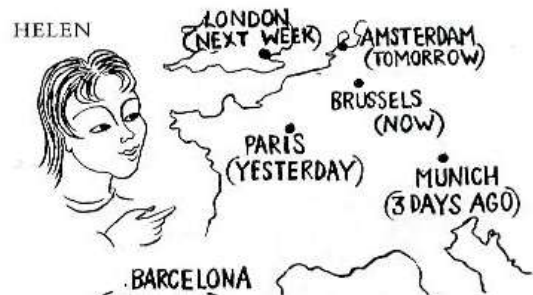 HELEN
LONDON
(NEXT WEEK)
AMSTERDAM
(TOMORROW)
BRUSSELS
(NOW)
PARIS
(YESTERDAY)
MUNICH
(3 DAYS AGO)
BARCELONA